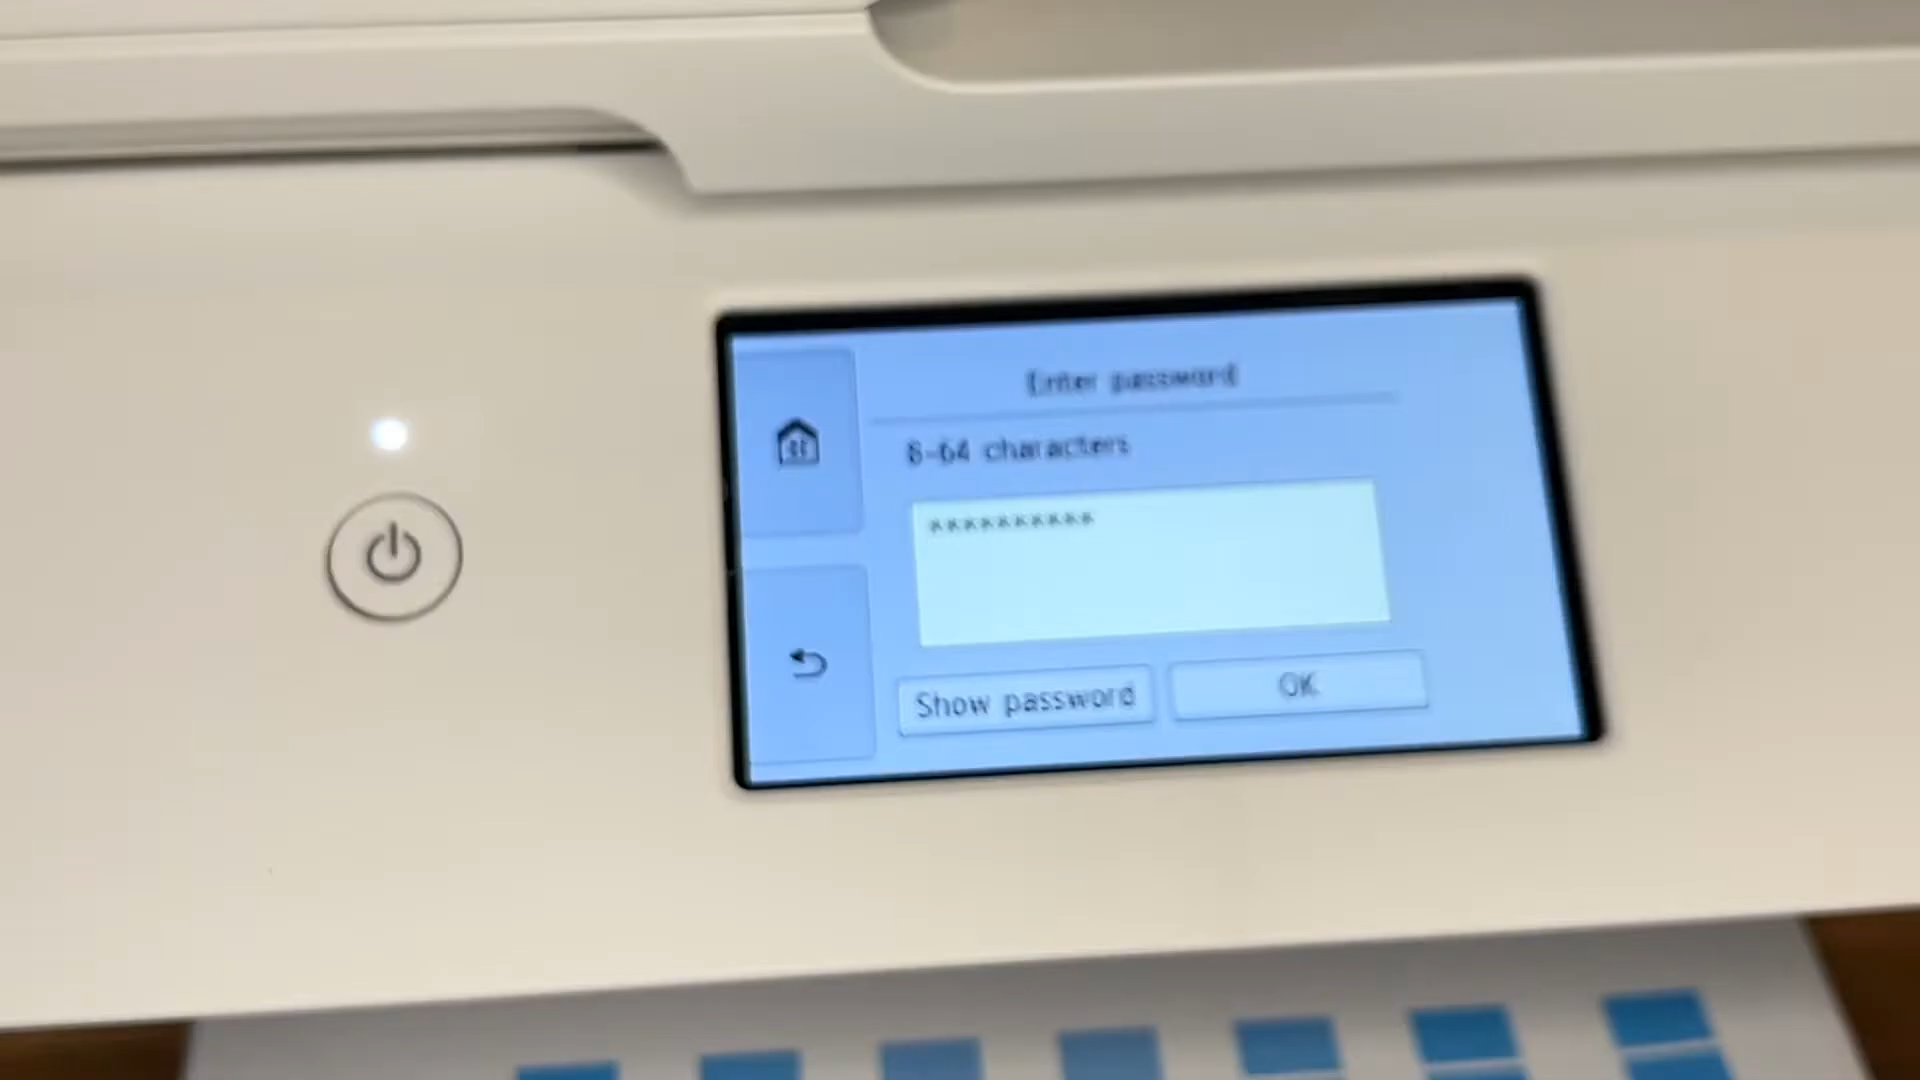 Enter password
8-64 characters
**********
Show password
OK